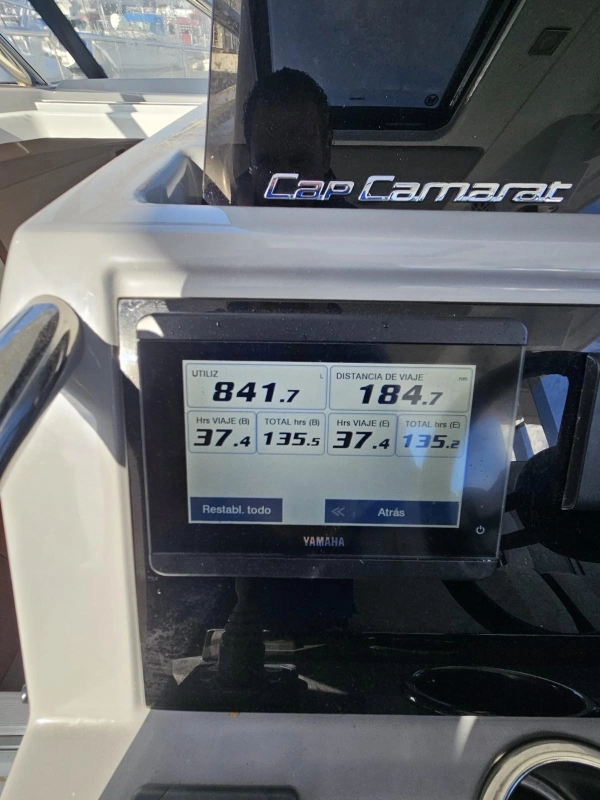 Cap Camarat
UTILIZ L DISTANCIA DE VIAJE nm
841.7 184.7
Hrs VIAJE (B) TOTAL hrs (B) Hrs VIAJE (E) TOTAL hrs (E)
37.4 135.5 37.4 135.2
Restabl. todo Atrás
YAMAHA